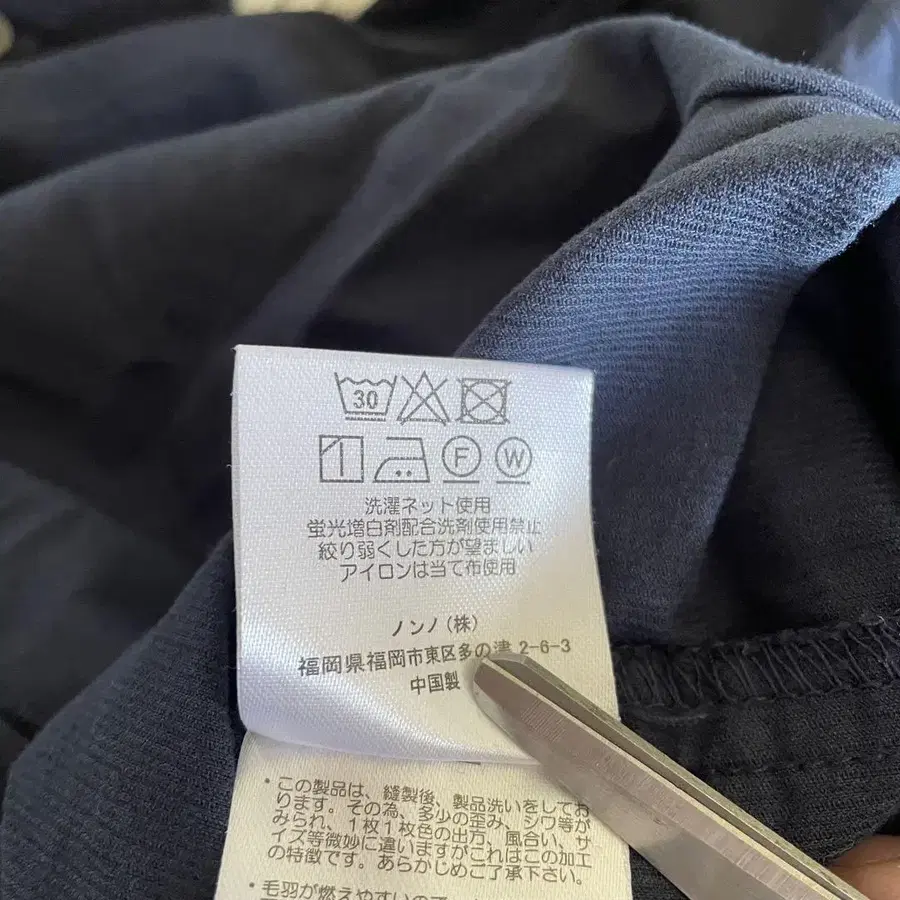 30
F W
洗濯ネット使用
蛍光増白剤配合洗剤使用禁止
絞り弱くした方が望ましい
アイロンは当て布使用
ノンノ(株)
福岡県福岡市東区多の津 2-6-3
中国製
・この製品は、縫製後、製品洗いをしてお
ります。その為、多少の歪み、シワ等が
みられ、1枚1枚色の出方、風合い、サ
イズ等微妙に違いますがこれはこの加工
の特徴です。あらかじめご了承下さい。
・毛羽が燃えやすいので